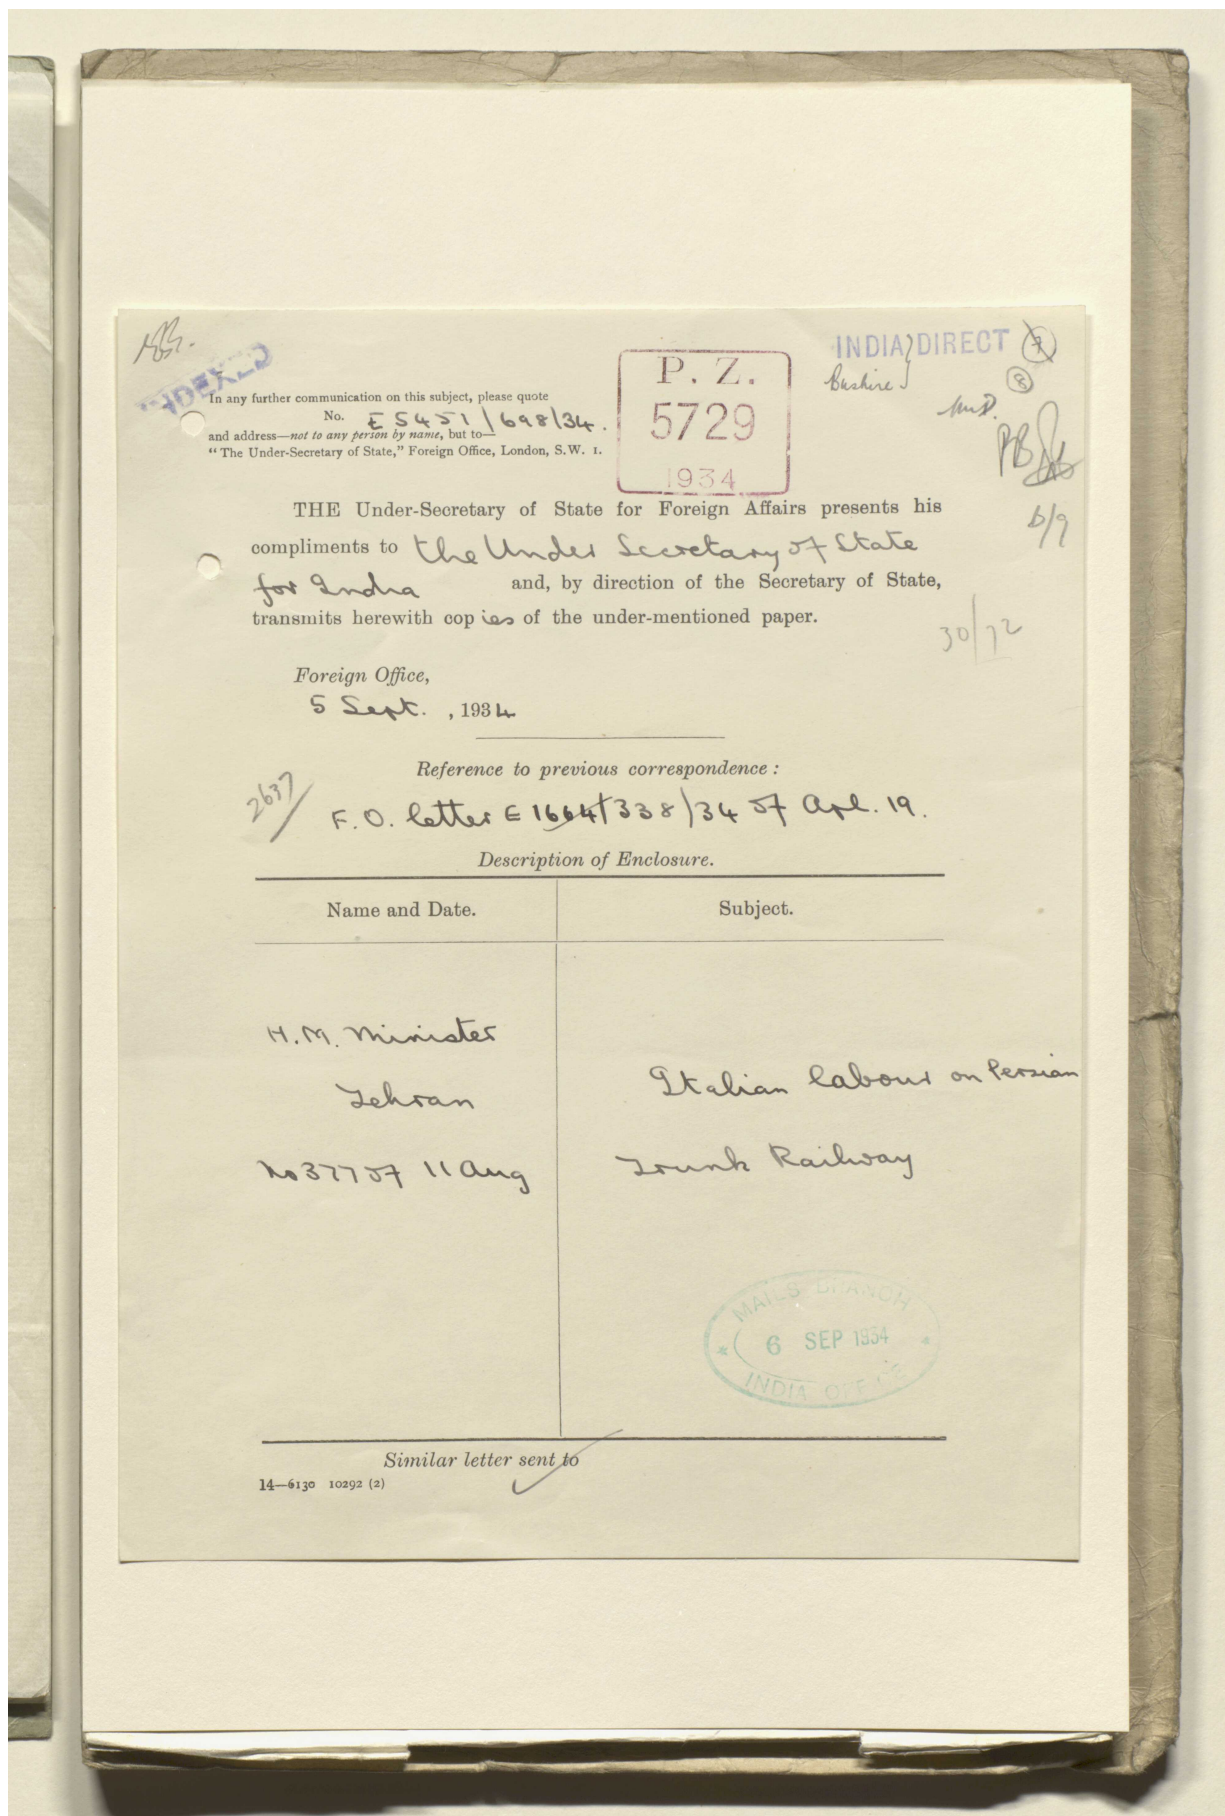 INDEXED
INDIA DIRECT
Bushire
P. Z.
5729
1934
In any further communication on this subject, please quote
No. E 5451/698/34.
and address—not to any person by name, but to—
“The Under-Secretary of State,” Foreign Office, London, S.W. 1.
THE Under-Secretary of State for Foreign Affairs presents his
compliments to the Under Secretary of State
for India and, by direction of the Secretary of State,
transmits herewith copies of the under-mentioned paper.
30/72
Foreign Office,
5 Sept. , 1934
Reference to previous correspondence :
2637
F.O. letter E 1664/338/34 of Apl. 19.
Description of Enclosure.
Name and Date.
Subject.
H.M. Minister
Tehran
No 377 of 11 Aug
Italian labour on Persian
Trunk Railway
MAILS BRANCH
6 SEP 1934
INDIA OFFICE
Similar letter sent to
14—6130 10292 (2)